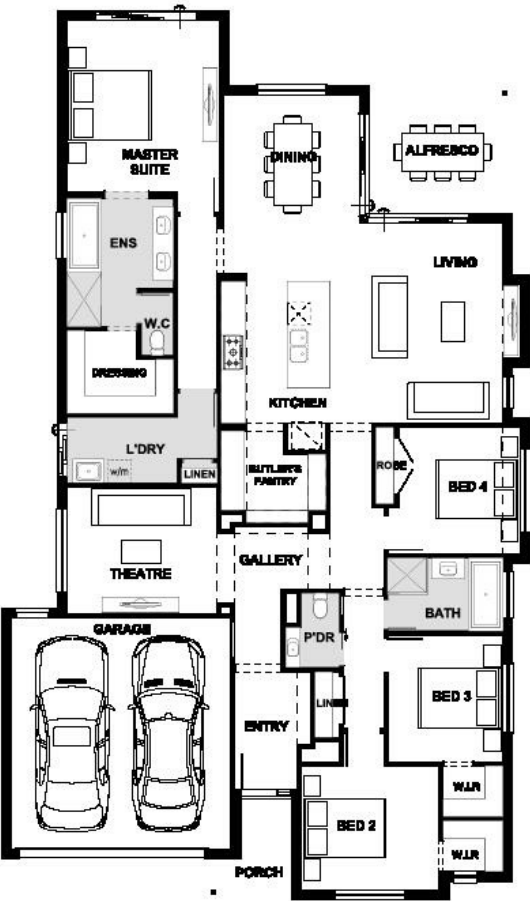 MASTER
SUITE
DINING
ALFRESCO
ENS
LIVING
W.C
DRESSING
KITCHEN
L'DRY
w/m
LINEN
BUTLER'S
PANTRY
ROBE
BED 4
THEATRE
GALLERY
BATH
GARAGE
P'DR
ENTRY
LIN
BED 3
W.I.R
BED 2
W.I.R
PORCH